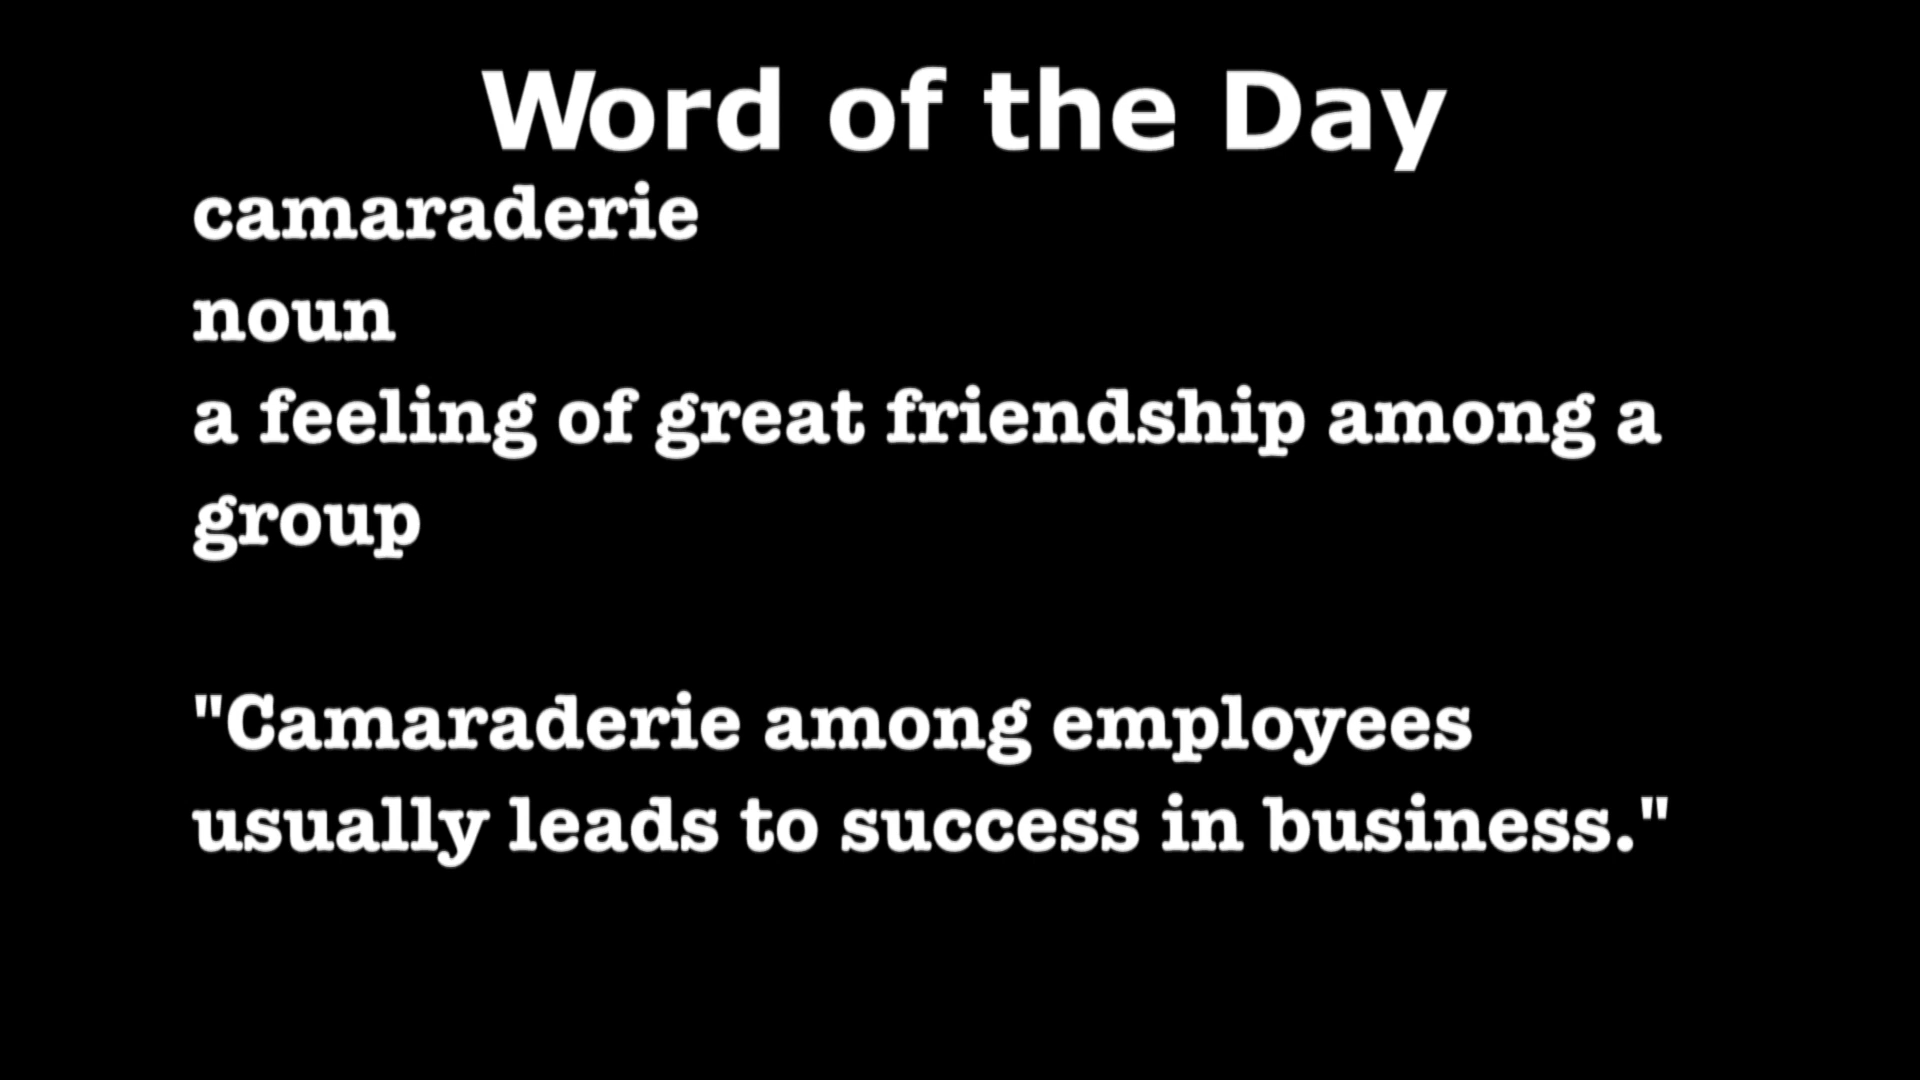 Word of the Day
camaraderie
noun
a feeling of great friendship among a
group
"Camaraderie among employees
usually leads to success in business."